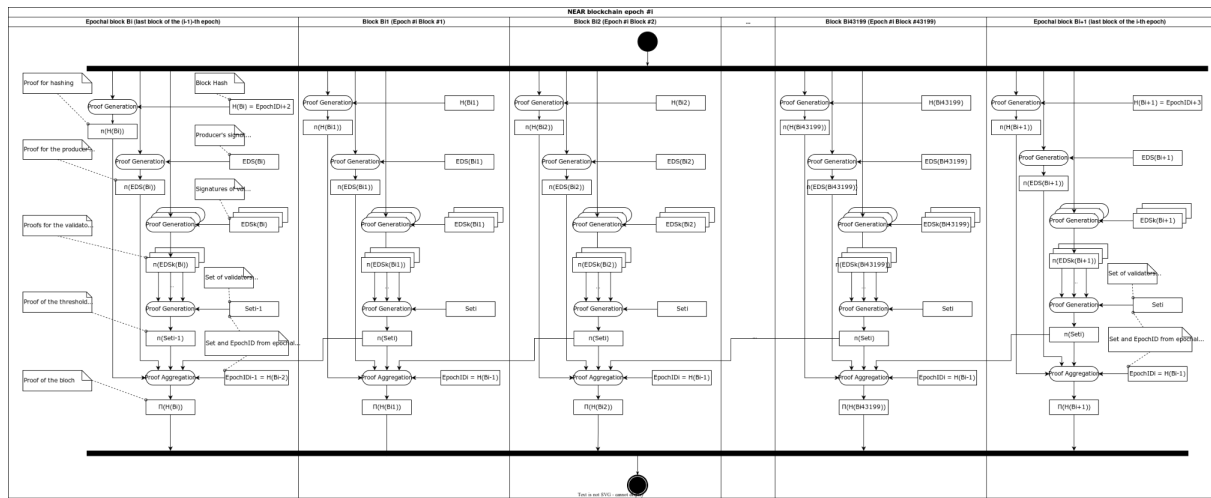 NEAR blockchain epoch #I
Epochal block Bi (last block of the (i-1)-th epoch)
Block Bi1 (Epoch #I Block #1)
Block Bi2 (Epoch #I Block #2)
...
Block Bi43199 (Epoch #I Block #43199)
Epochal block Bi+1 (last block of the i-th epoch)
Proof for hashing
Block Hash
Proof Generation
H(Bi) = EpochIDi+2
Proof Generation
H(Bi1)
Proof Generation
H(Bi2)
Proof Generation
H(Bi43199)
Proof Generation
H(Bi+1) = EpochIDi+3
π(H(Bi))
π(H(Bi1))
π(H(Bi2))
π(H(Bi43199))
π(H(Bi+1))
Proof for the producer...
Producer's signat...
Proof Generation
EDS(Bi)
Proof Generation
EDS(Bi1)
Proof Generation
EDS(Bi2)
Proof Generation
EDS(Bi43199)
Proof Generation
EDS(Bi+1)
π(EDS(Bi))
π(EDS(Bi1))
π(EDS(Bi2))
π(EDS(Bi43199))
π(EDS(Bi+1))
Signatures of val...
Proofs for the validato...
Proof Generation
EDSk(Bi)
Proof Generation
EDSk(Bi1)
Proof Generation
EDSk(Bi2)
Proof Generation
EDSk(Bi43199)
Proof Generation
EDSk(Bi+1)
π(EDSk(Bi))
π(EDSk(Bi1))
π(EDSk(Bi2))
π(EDSk(Bi43199))
π(EDSk(Bi+1))
Set of validators...
Set of validators...
Proof of the threshold...
Proof Generation
Seti-1
Proof Generation
Seti
Proof Generation
Seti
Proof Generation
Seti
Proof Generation
Seti
π(Seti-1)
π(Seti)
π(Seti)
...
π(Seti)
π(Seti)
Set and EpochID from epochal...
Set and EpochID from epochal...
Proof of the bloch
Proof Aggregation
EpochIDi-1 = H(Bi-2)
Proof Aggregation
EpochIDi = H(Bi-1)
Proof Aggregation
EpochIDi = H(Bi-1)
Proof Aggregation
EpochIDi = H(Bi-1)
Proof Aggregation
EpochIDi = H(Bi-1)
Π(H(Bi))
Π(H(Bi1))
Π(H(Bi2))
Π(H(Bi43199))
Π(H(Bi+1))
Text is not SVG - cannot display